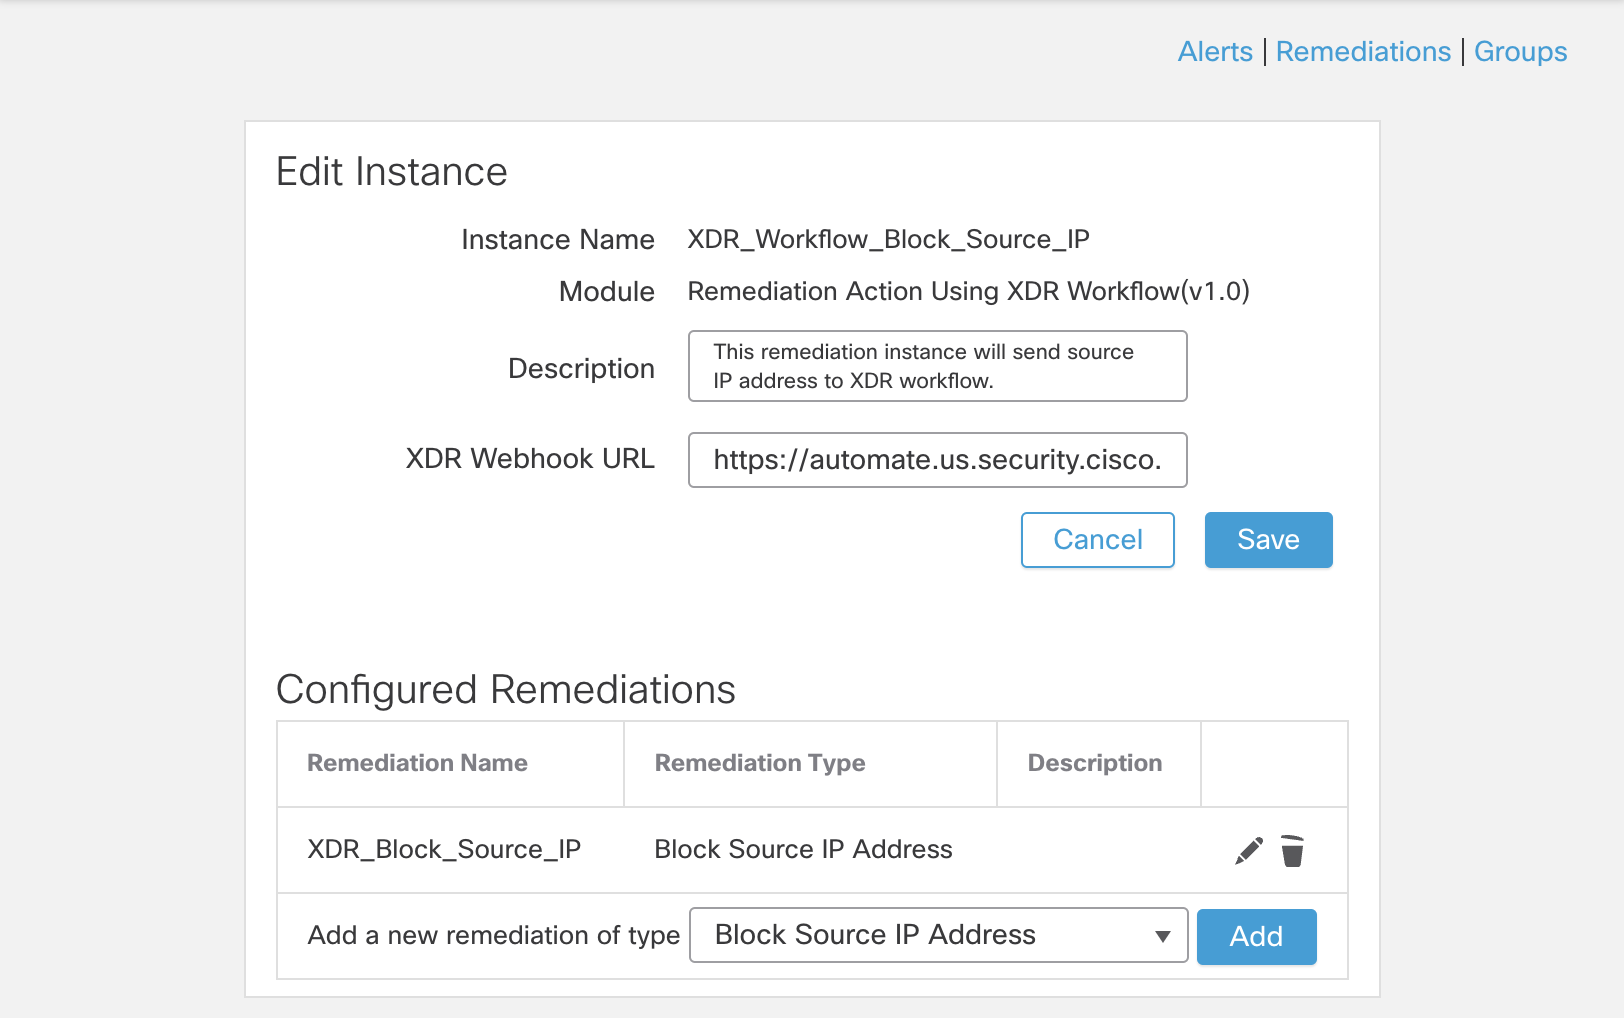 Alerts | Remediations | Groups
Edit Instance
Instance Name XDR_Workflow_Block_Source_IP
Module Remediation Action Using XDR Workflow(v1.0)
Description This remediation instance will send source
IP address to XDR workflow.
XDR Webhook URL https://automate.us.security.cisco.
Cancel Save
Configured Remediations
Remediation Name Remediation Type Description
XDR_Block_Source_IP Block Source IP Address
Add a new remediation of type Block Source IP Address Add